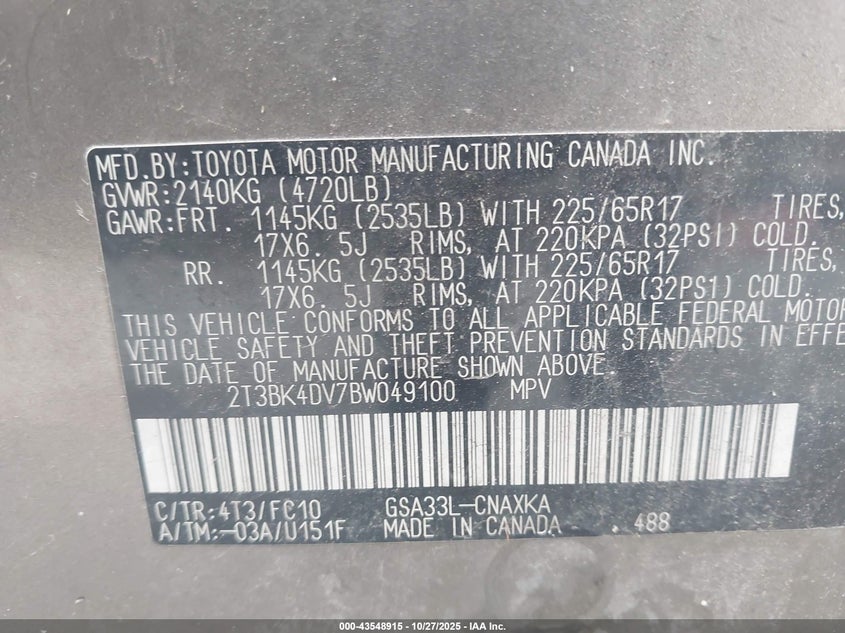 MFD.BY:TOYOTA MOTOR MANUFACTURING CANADA INC.
GVWR:2140KG (4720LB)
GAWR:FRT. 1145KG (2535LB) WITH 225/65R17 TIRES,
17X6. 5J RIMS, AT 220KPA (32PSI) COLD.
RR. 1145KG (2535LB) WITH 225/65R17 TIRES,
17X6. 5J RIMS, AT 220KPA (32PSI) COLD.
THIS VEHICLE CONFORMS TO ALL APPLICABLE FEDERAL MOTOR
VEHICLE SAFETY AND THEFT PREVENTION STANDARDS IN EFFE
THE DATE OF MANUFACTURE SHOWN ABOVE.
2T3BK4DV7BW049100 MPV
C/TR:4T3/FC10 GSA33L-CNAXKA
A/TM:-03A/U151F MADE IN CANADA 488
000-43548915 - 10/27/2025 - IAA Inc.